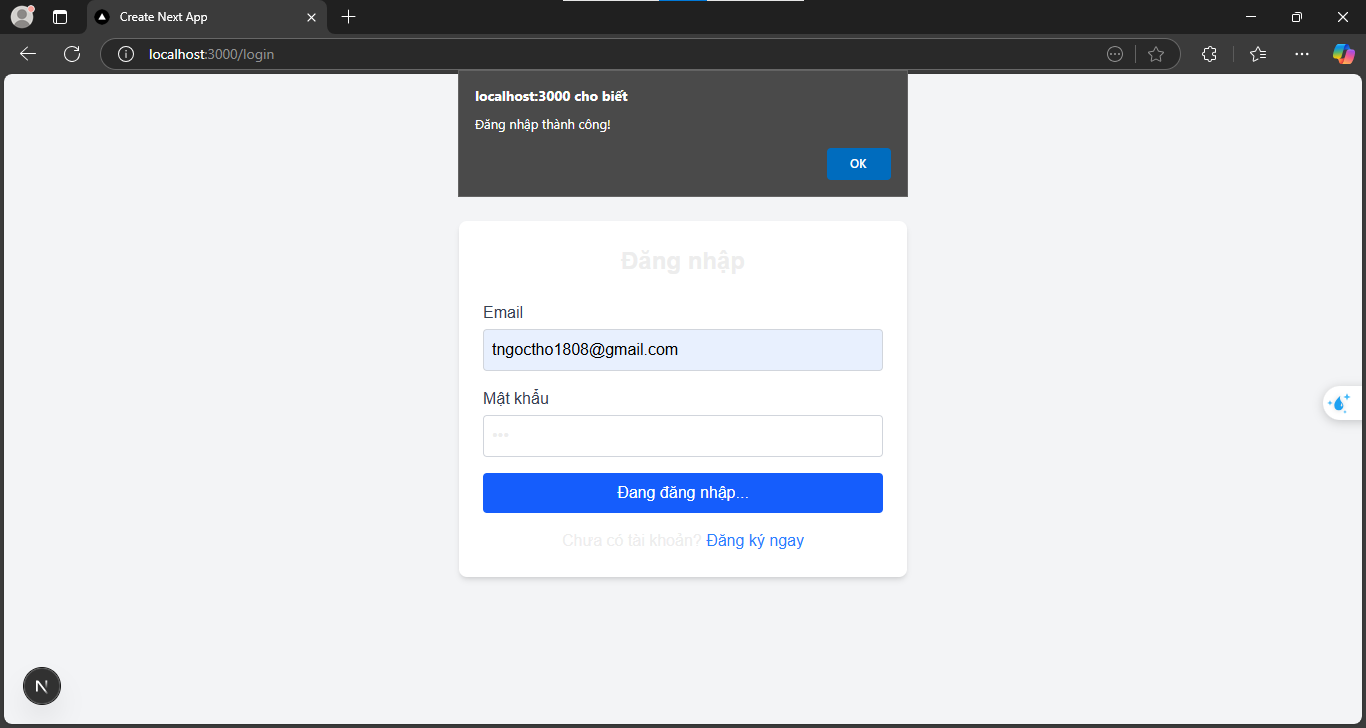 Create Next App
localhost:3000/login
localhost:3000 cho biết
Đăng nhập thành công!
OK
Đăng nhập
Email
tngoctho1808@gmail.com
Mật khẩu
•••
Đang đăng nhập...
Chưa có tài khoản? Đăng ký ngay
N